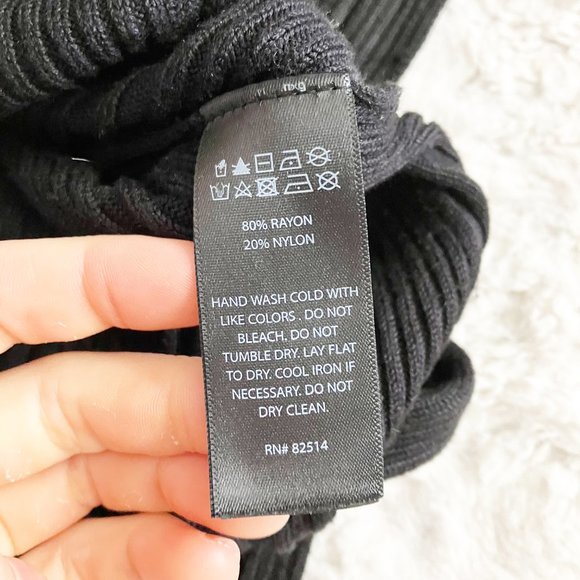 80% RAYON
20% NYLON
HAND WASH COLD WITH
LIKE COLORS . DO NOT
BLEACH. DO NOT
TUMBLE DRY. LAY FLAT
TO DRY. COOL IRON IF
NECESSARY. DO NOT
DRY CLEAN.
RN# 82514